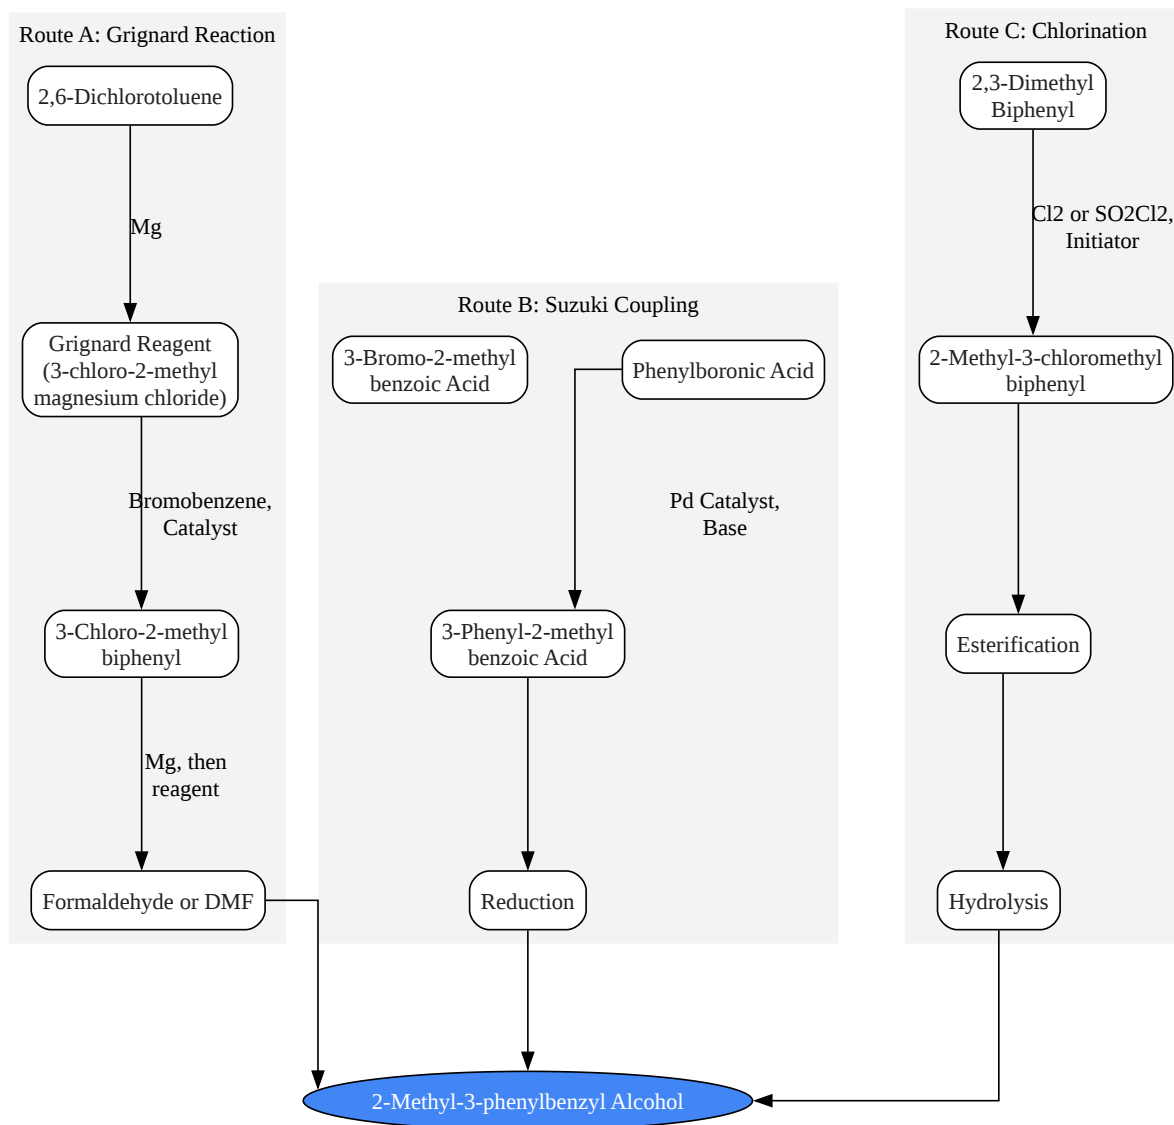 Route A: Grignard Reaction
2,6-Dichlorotoluene
Mg
Grignard Reagent
(3-chloro-2-methyl
magnesium chloride)
Bromobenzene,
Catalyst
3-Chloro-2-methyl
biphenyl
Mg, then
reagent
Formaldehyde or DMF
Route B: Suzuki Coupling
3-Bromo-2-methyl
benzoic Acid
Phenylboronic Acid
Pd Catalyst,
Base
3-Phenyl-2-methyl
benzoic Acid
Reduction
Route C: Chlorination
2,3-Dimethyl
Biphenyl
Cl2 or SO2Cl2,
Initiator
2-Methyl-3-chloromethyl
biphenyl
Esterification
Hydrolysis
2-Methyl-3-phenylbenzyl Alcohol